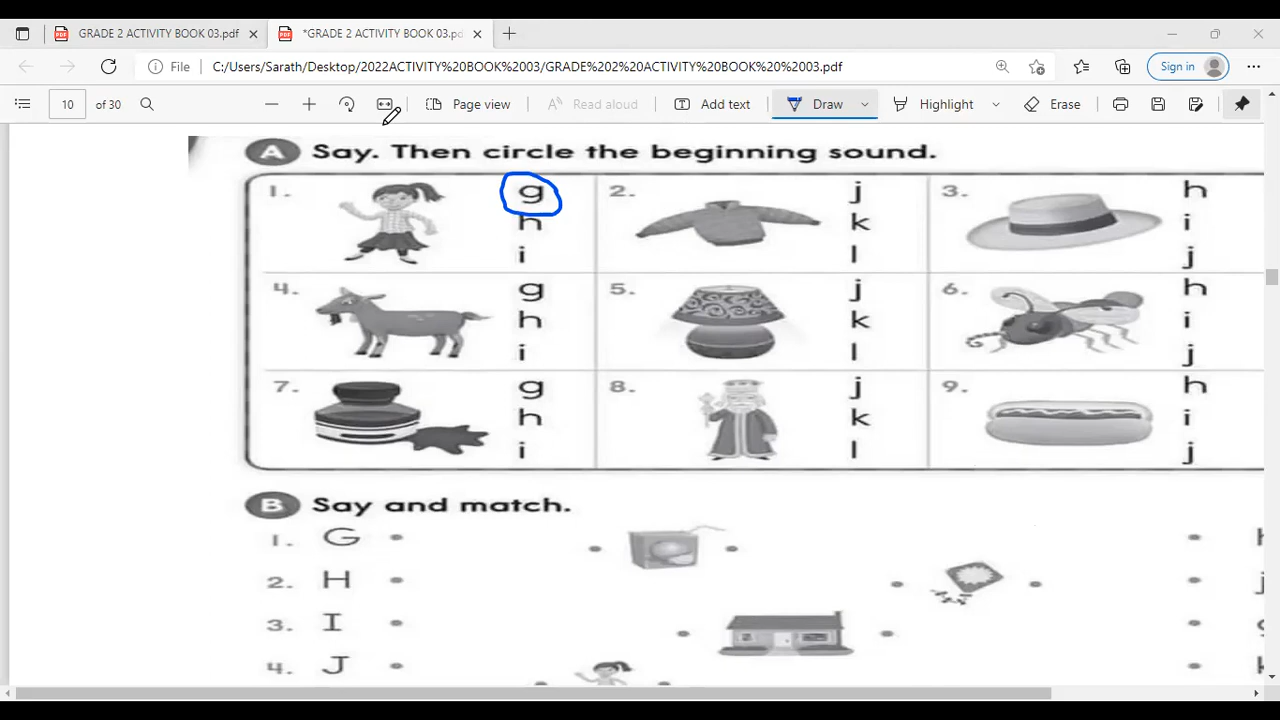 GRADE 2 ACTIVITY BOOK 03.pdf
*GRADE 2 ACTIVITY BOOK 03.pd
File C:/Users/Sarath/Desktop/2022ACTIVITY%20BOOK%2003/GRADE%202%20ACTIVITY%20BOOK%20%2003.pdf
Sign in
10 of 30
Page view
Read aloud
Add text
Draw
Highlight
Erase
A Say. Then circle the beginning sound.
1. g h i
2. j k l
3. h i j
4. g h i
5. j k l
6. h i j
7. g h i
8. j k l
9. h i j
B Say and match.
1. G
2. H
3. I
4. J
j